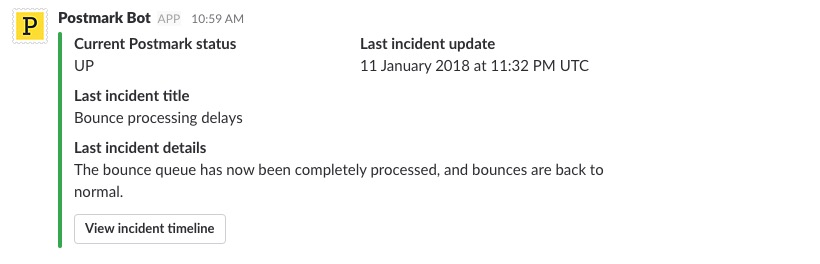 P
Postmark Bot APP 10:59 AM
Current Postmark status
UP
Last incident update
11 January 2018 at 11:32 PM UTC
Last incident title
Bounce processing delays
Last incident details
The bounce queue has now been completely processed, and bounces are back to
normal.
View incident timeline